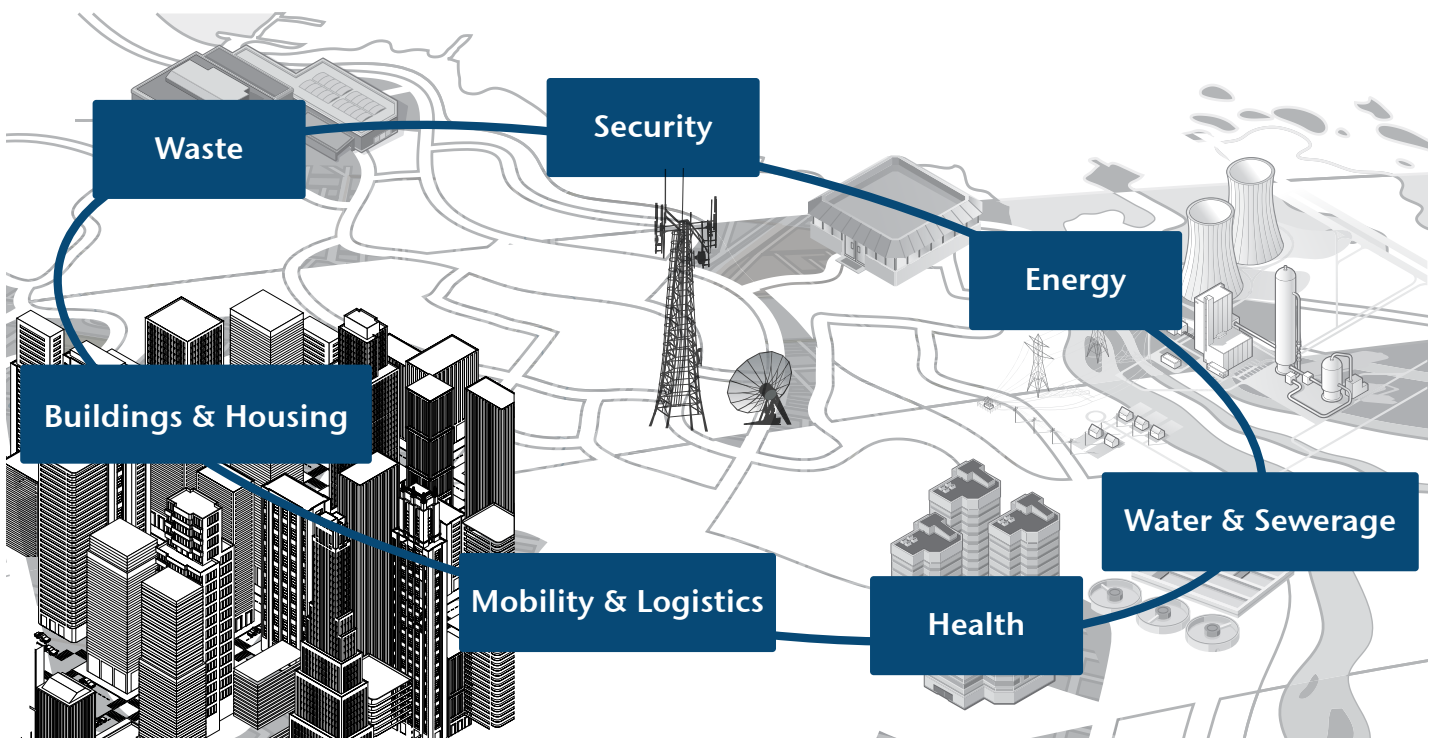 Waste
Security
Energy
Buildings & Housing
Water & Sewerage
Mobility & Logistics
Health